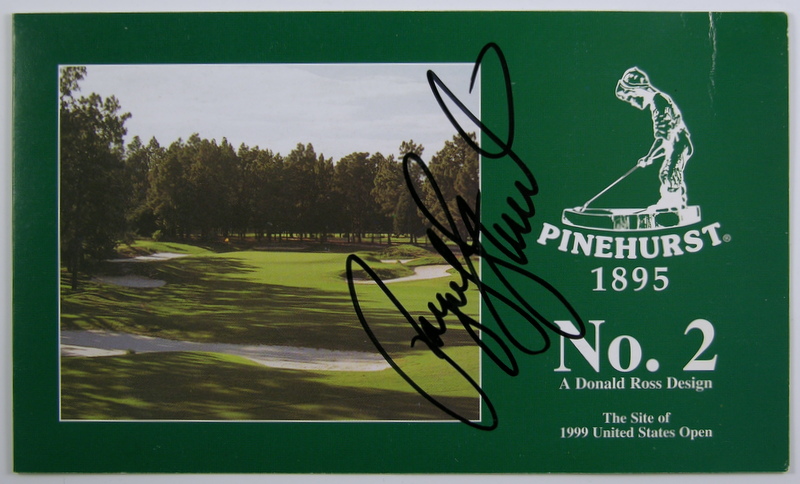 PINEHURST®
1895
No. 2
A Donald Ross Design
The Site of
1999 United States Open